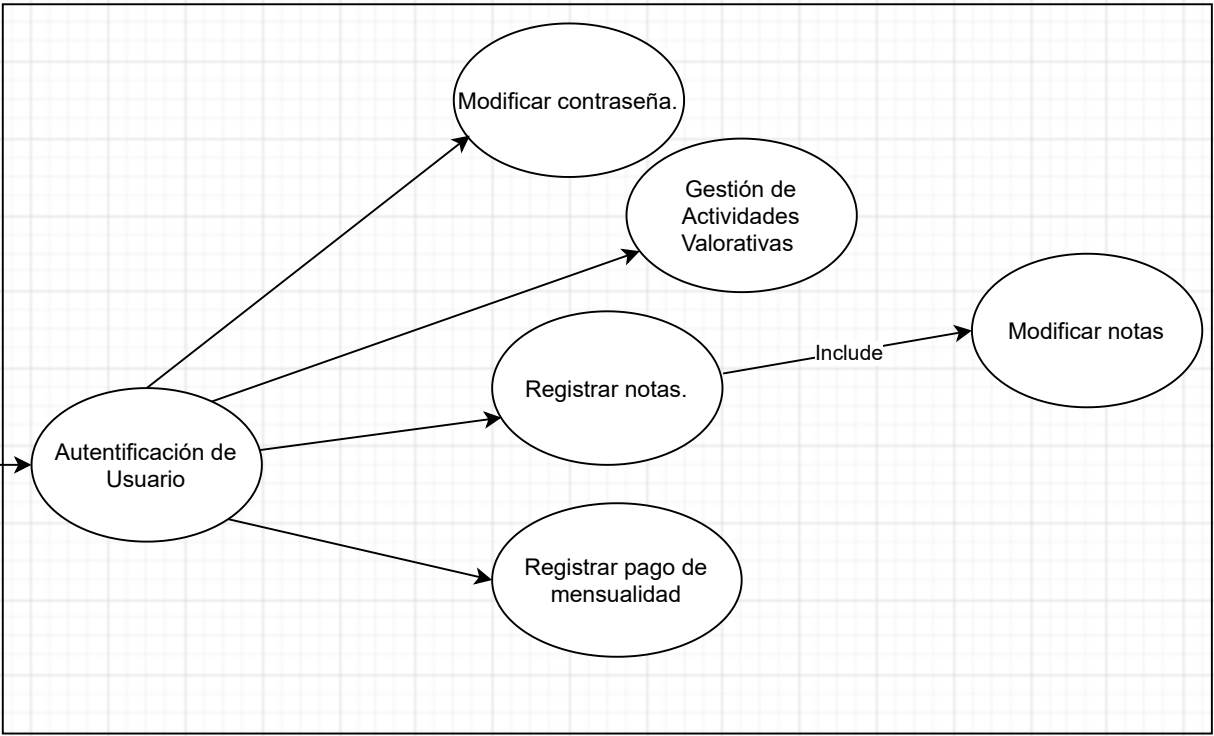 Modificar contraseña.
Gestión de
Actividades
Valorativas
Modificar notas
Include
Registrar notas.
Autentificación de
Usuario
Registrar pago de
mensualidad